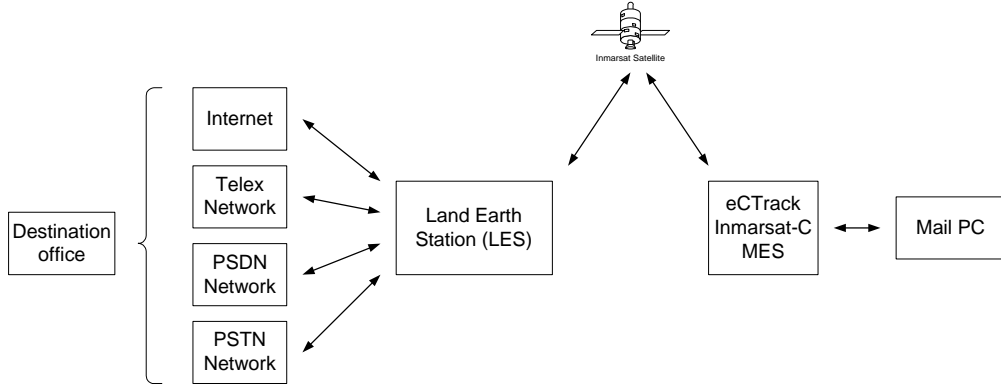 Inmarsat Satellite
Internet
Telex
Network
Destination
office
PSDN
Network
PSTN
Network
Land Earth
Station (LES)
eCTrack
Inmarsat-C
MES
Mail PC